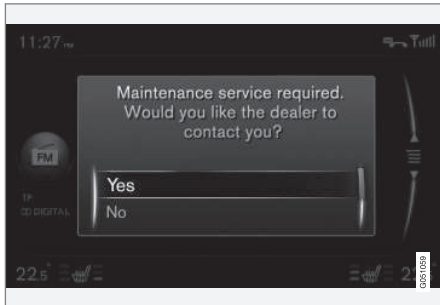 11:27 PM
Maintenance service required.
Would you like the dealer to
contact you?
FM
Yes
No
TP
DIGITAL
22.5°
G051059